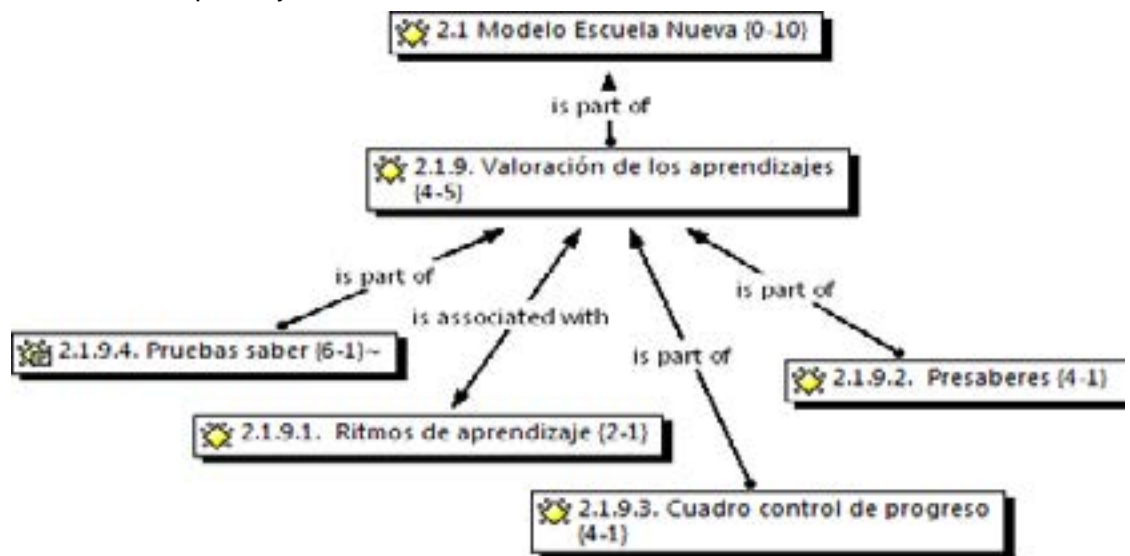 2.1 Modelo Escuela Nueva {0-10}
is part of
2.1.9. Valoración de los aprendizajes
{4-5}
is part of
is associated with
is part of
is part of
2.1.9.4. Pruebas saber {6-1}~
2.1.9.2. Presaberes {4-1}
2.1.9.1. Ritmos de aprendizaje {2-1}
2.1.9.3. Cuadro control de progreso
{4-1}